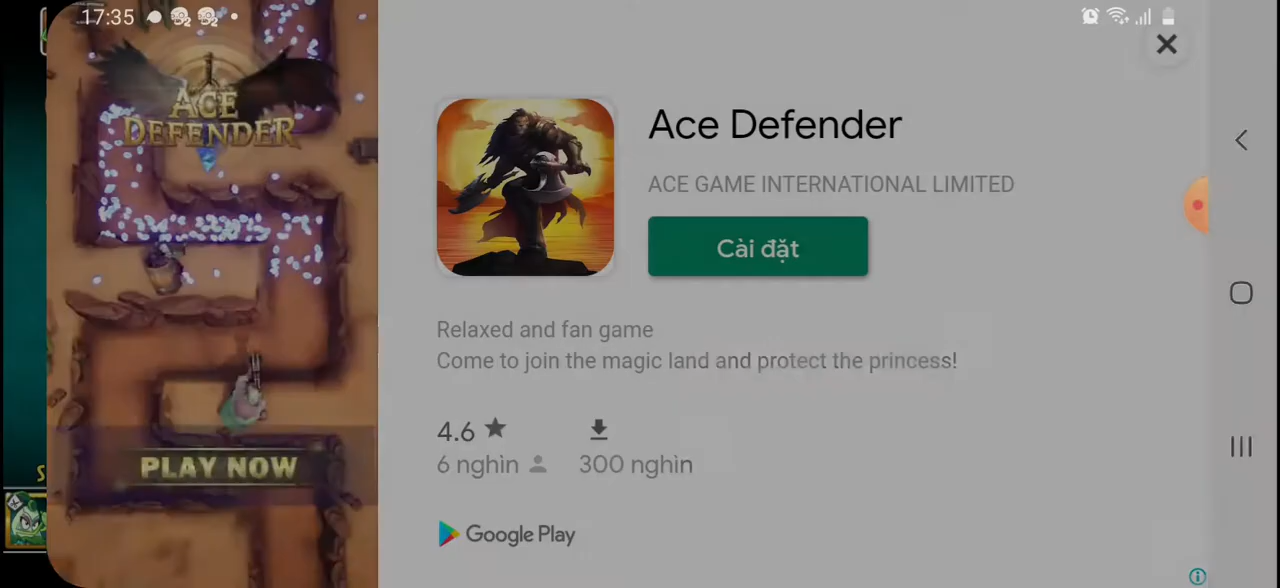 17:35
ACE
DEFENDER
PLAY NOW
Ace Defender
ACE GAME INTERNATIONAL LIMITED
Cài đặt
Relaxed and fan game
Come to join the magic land and protect the princess!
4.6
6 nghìn 300 nghìn
Google Play